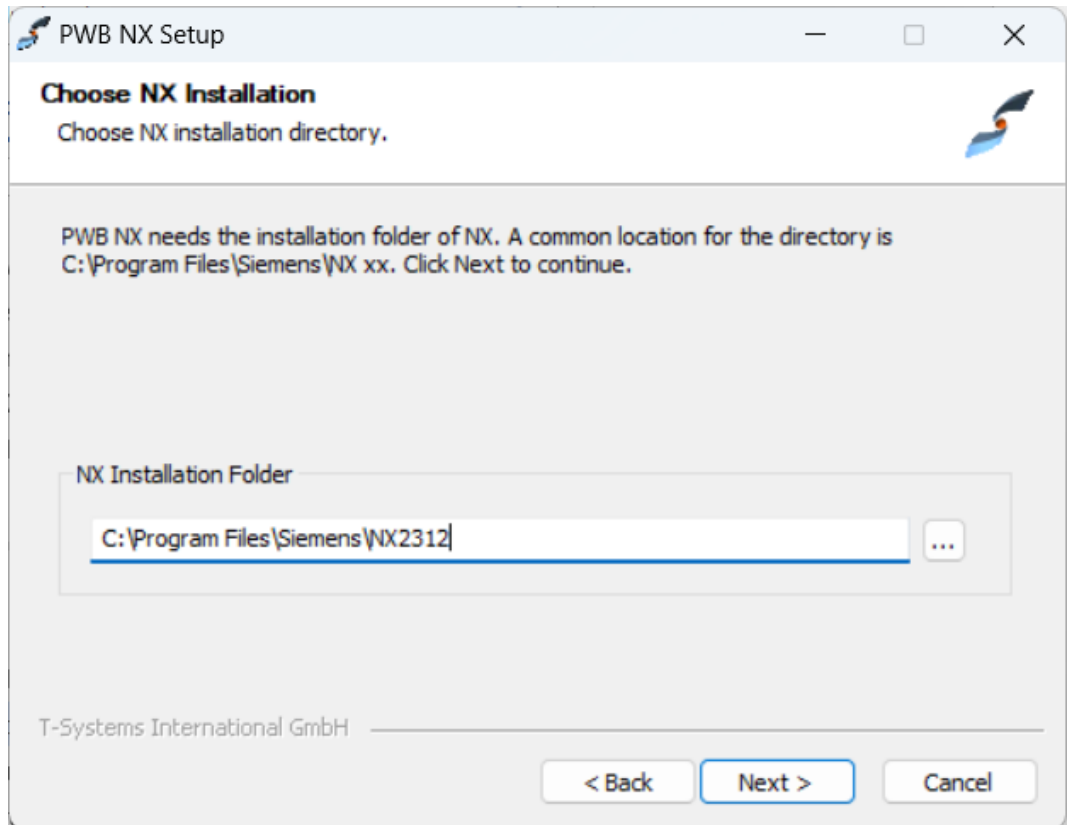 PWB NX Setup
Choose NX Installation
Choose NX installation directory.
PWB NX needs the installation folder of NX. A common location for the directory is
C:\Program Files\Siemens\NX xx. Click Next to continue.
NX Installation Folder
C:\Program Files\Siemens\NX2312
...
T-Systems International GmbH
< Back
Next >
Cancel